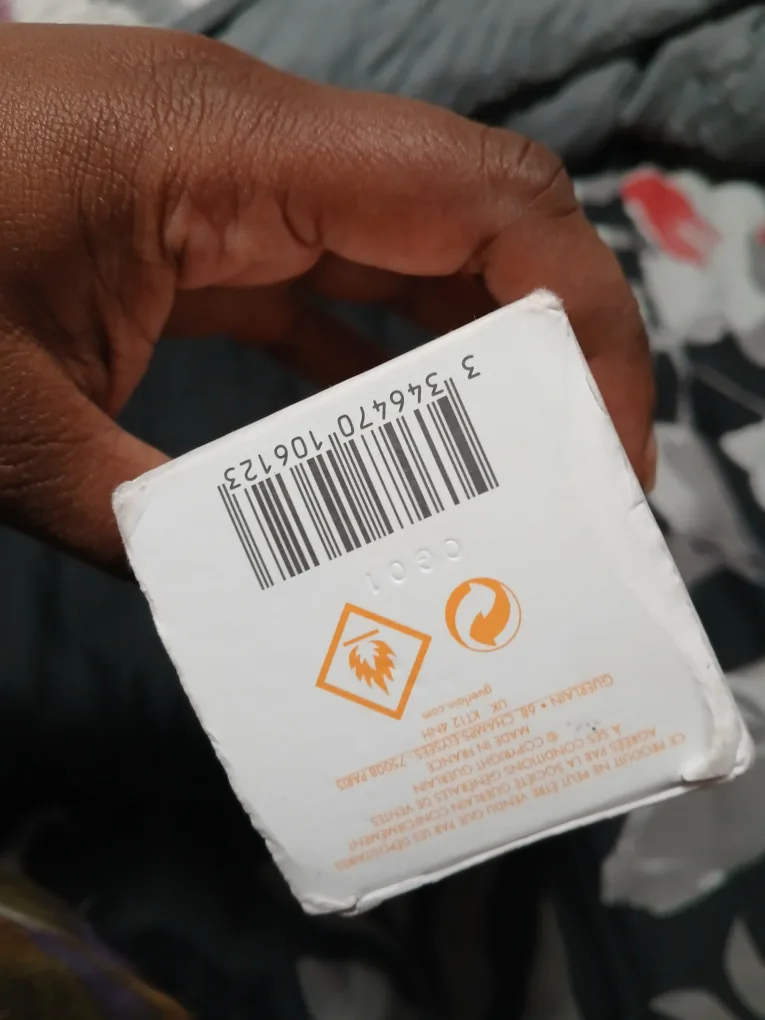 CE PRODUIT NE PEUT ÊTRE VENDU QUE PAR LES DÉPOSITAIRES
AGRÉÉS PAR LA SOCIÉTÉ GUERLAIN CONFORMÉMENT
À SES CONDITIONS GÉNÉRALES DE VENTES
© COPYRIGHT GUERLAIN
MADE IN FRANCE
GUERLAIN • 68, CHAMPS-ELYSÉES, 75008 PARIS
UK KT12 4NH
guerlain.com
3 346470 106123